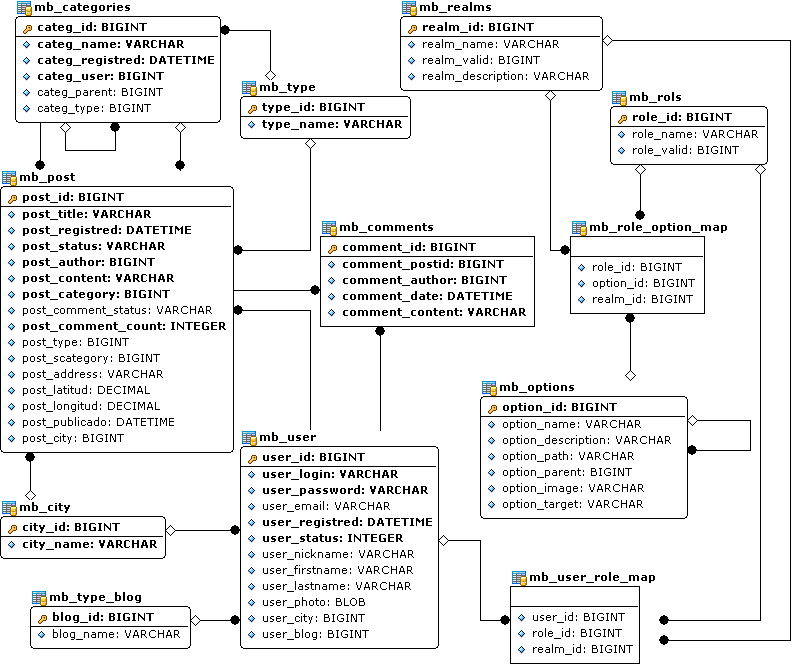 mb_categories
categ_id: BIGINT
categ_name: VARCHAR
categ_registred: DATETIME
categ_user: BIGINT
categ_parent: BIGINT
categ_type: BIGINT
mb_type
type_id: BIGINT
type_name: VARCHAR
mb_realms
realm_id: BIGINT
realm_name: VARCHAR
realm_valid: BIGINT
realm_description: VARCHAR
mb_rols
role_id: BIGINT
role_name: VARCHAR
role_valid: BIGINT
mb_post
post_id: BIGINT
post_title: VARCHAR
post_registred: DATETIME
post_status: VARCHAR
post_author: BIGINT
post_content: VARCHAR
post_category: BIGINT
post_comment_status: VARCHAR
post_comment_count: INTEGER
post_type: BIGINT
post_scategory: BIGINT
post_address: VARCHAR
post_latitud: DECIMAL
post_longitud: DECIMAL
post_publicado: DATETIME
post_city: BIGINT
mb_comments
comment_id: BIGINT
comment_postid: BIGINT
comment_author: BIGINT
comment_date: DATETIME
comment_content: VARCHAR
mb_role_option_map
role_id: BIGINT
option_id: BIGINT
realm_id: BIGINT
mb_options
option_id: BIGINT
option_name: VARCHAR
option_description: VARCHAR
option_path: VARCHAR
option_parent: BIGINT
option_image: VARCHAR
option_target: VARCHAR
mb_user
user_id: BIGINT
user_login: VARCHAR
user_password: VARCHAR
user_email: VARCHAR
user_registred: DATETIME
user_status: INTEGER
user_nickname: VARCHAR
user_firstname: VARCHAR
user_lastname: VARCHAR
user_photo: BLOB
user_city: BIGINT
user_blog: BIGINT
mb_city
city_id: BIGINT
city_name: VARCHAR
mb_type_blog
blog_id: BIGINT
blog_name: VARCHAR
mb_user_role_map
user_id: BIGINT
role_id: BIGINT
realm_id: BIGINT